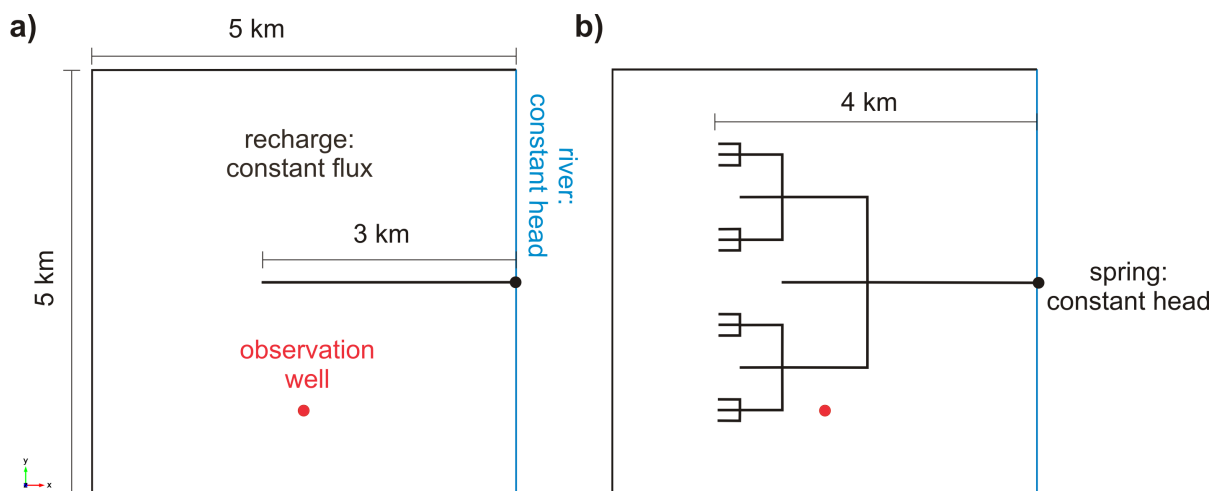 a)
5 km
5 km
recharge:
constant flux
river:
constant head
3 km
observation
well
y
x
b)
4 km
spring:
constant head